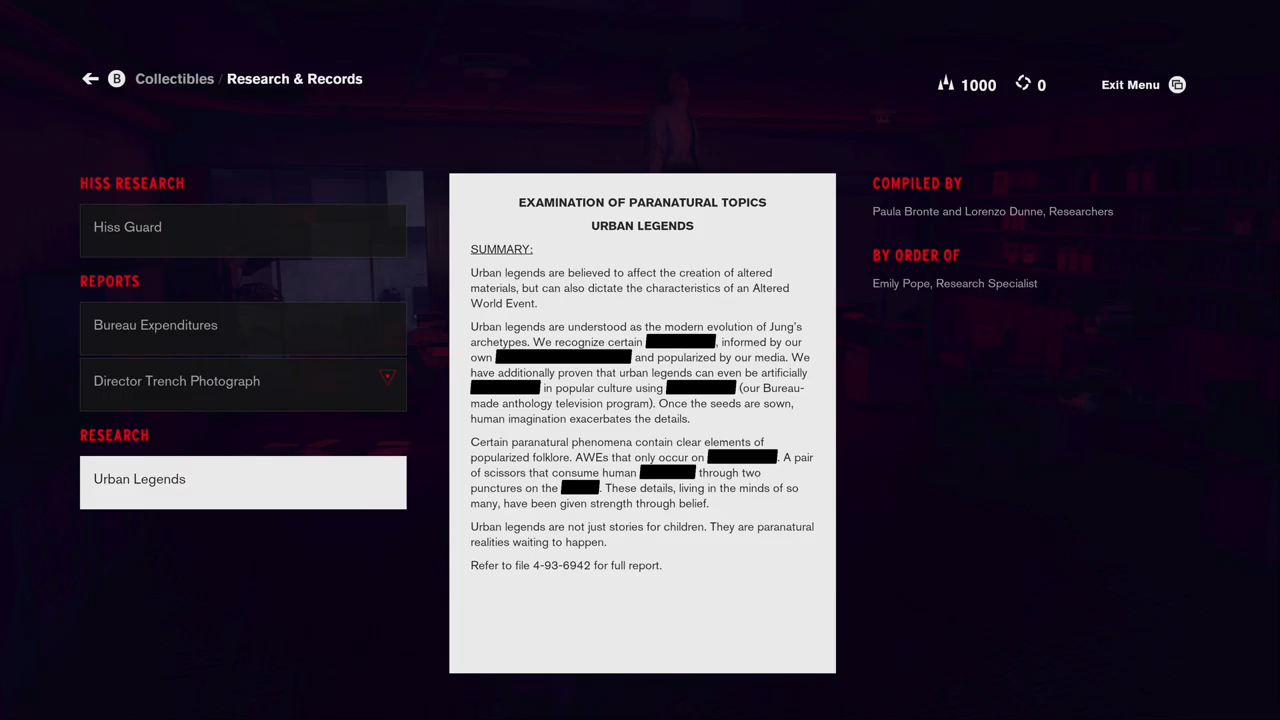 B Collectibles / Research & Records
1000 0 Exit Menu
HISS RESEARCH
Hiss Guard
REPORTS
Bureau Expenditures
Director Trench Photograph
RESEARCH
Urban Legends
EXAMINATION OF PARANATURAL TOPICS
URBAN LEGENDS
SUMMARY:
Urban legends are believed to affect the creation of altered
materials, but can also dictate the characteristics of an Altered
World Event.
Urban legends are understood as the modern evolution of Jung's
archetypes. We recognize certain , informed by our
own and popularized by our media. We
have additionally proven that urban legends can even be artificially
in popular culture using (our Bureau-
made anthology television program). Once the seeds are sown,
human imagination exacerbates the details.
Certain paranatural phenomena contain clear elements of
popularized folklore. AWEs that only occur on . A pair
of scissors that consume human through two
punctures on the . These details, living in the minds of so
many, have been given strength through belief.
Urban legends are not just stories for children. They are paranatural
realities waiting to happen.
Refer to file 4-93-6942 for full report.
COMPILED BY
Paula Bronte and Lorenzo Dunne, Researchers
BY ORDER OF
Emily Pope, Research Specialist